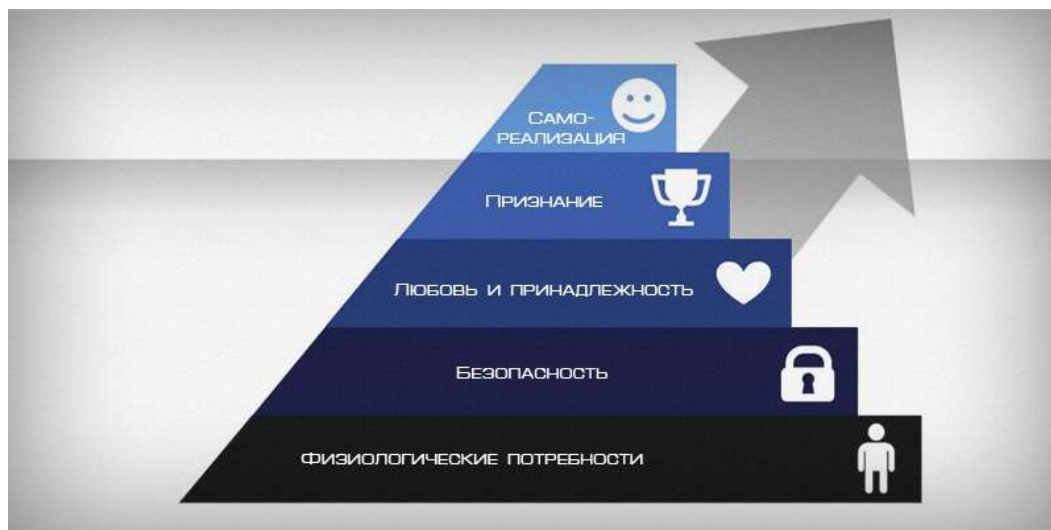 Само-
реализация
Признание
Любовь и принадлежность
Безопасность
Физиологические потребности